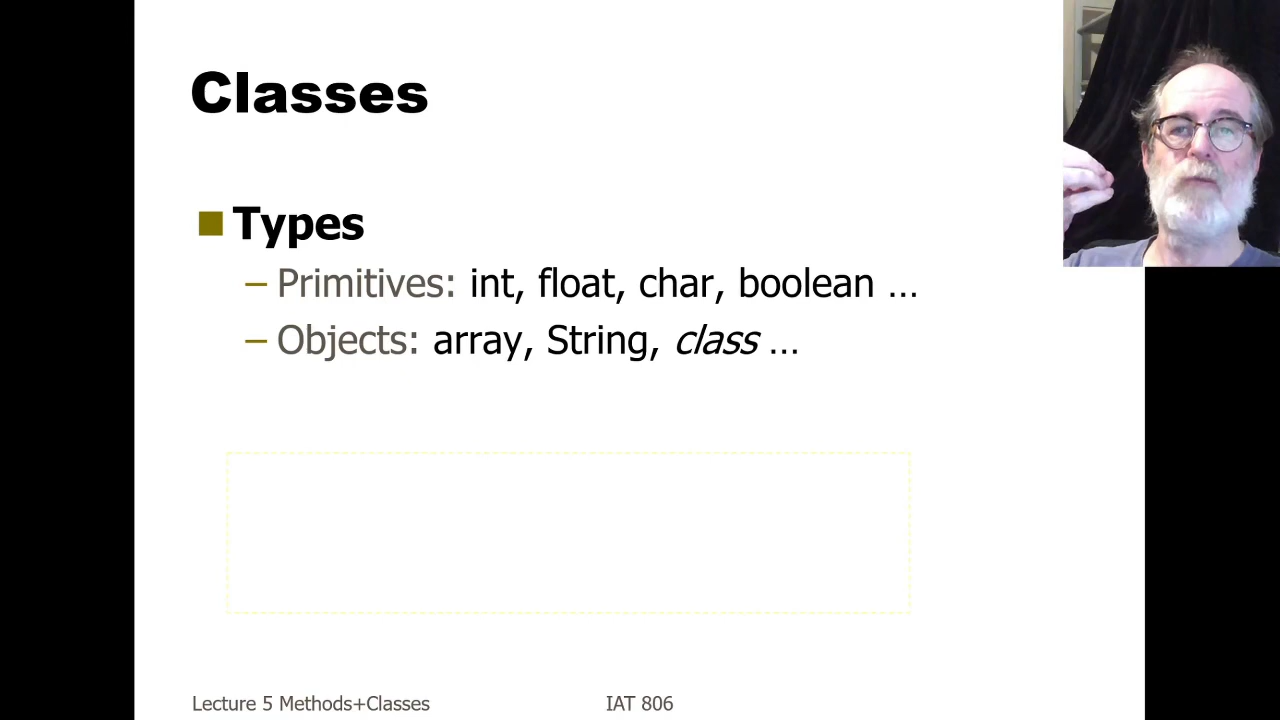 Classes
Types
– Primitives: int, float, char, boolean …
– Objects: array, String, class …
Lecture 5 Methods+Classes
IAT 806